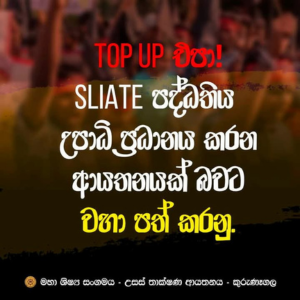 TOP UP එපා!
SLIATE පද්ධතිය
උපාධි ප්‍රධානය කරන
ආයතනයක් බවට
වහා පත් කරනු.
මහා ශිෂ්‍ය සංගමය - උසස් තාක්ෂණ ආයතනය - කුරුණෑගල